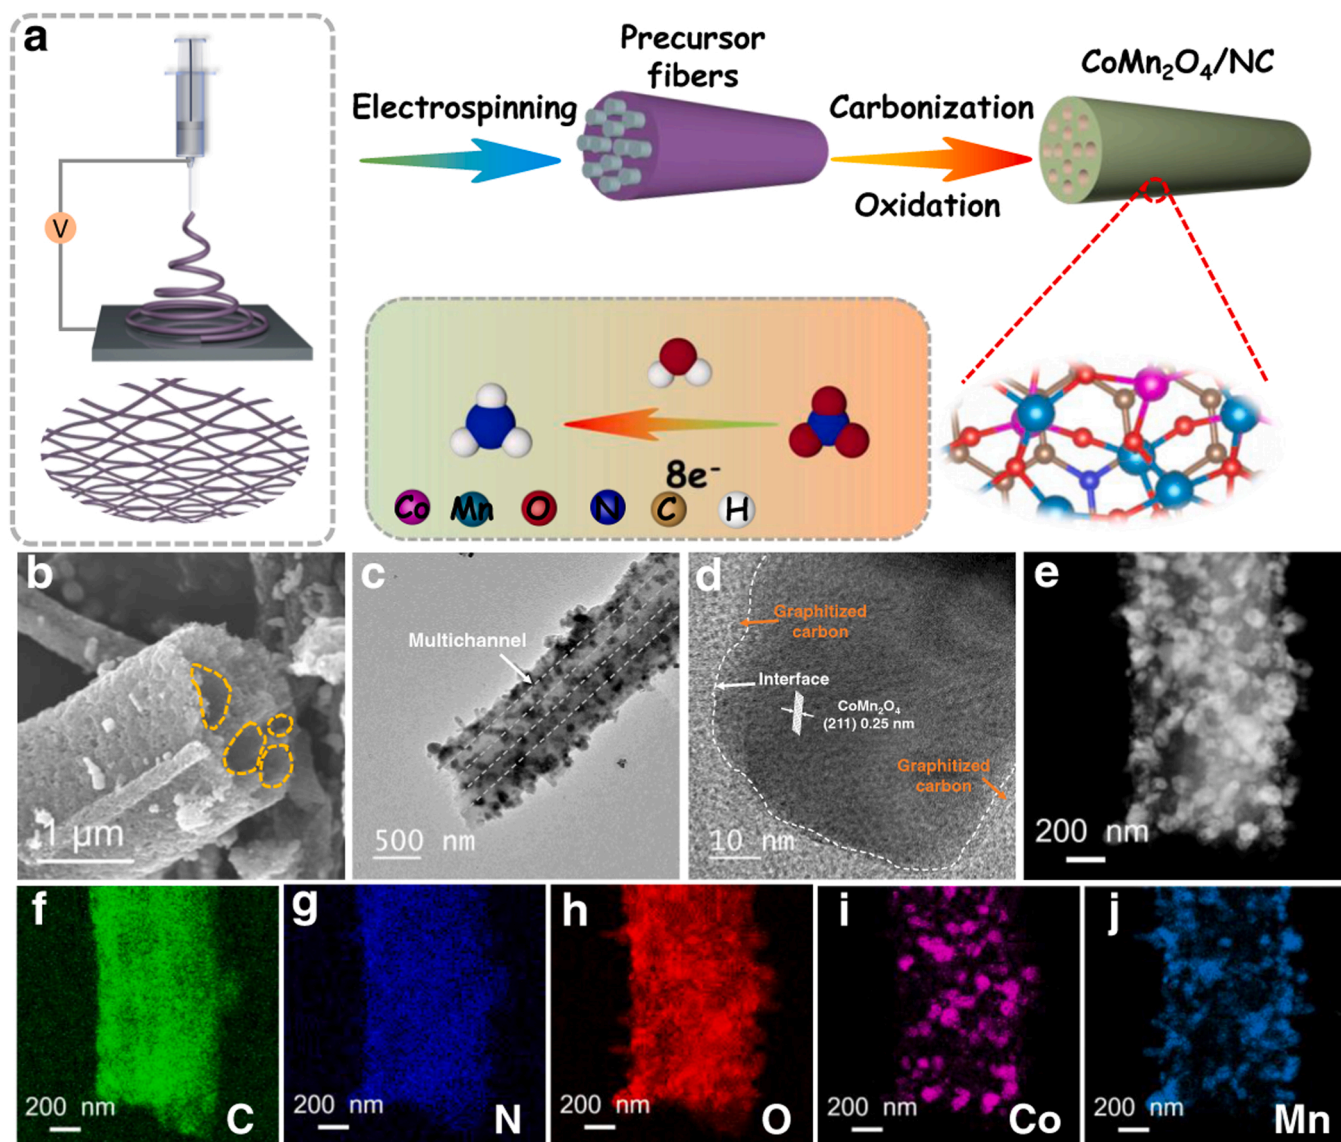 a
V
Electrospinning
Precursor
fibers
Carbonization
Oxidation
CoMn₂O₄/NC
8e⁻
Co Mn O N C H
b
1 μm
c
Multichannel
500 nm
d
Graphitized
carbon
Interface
CoMn₂O₄
(211) 0.25 nm
Graphitized
carbon
10 nm
e
200 nm
f
200 nm
C
g
200 nm
N
h
200 nm
O
i
200 nm
Co
j
200 nm
Mn